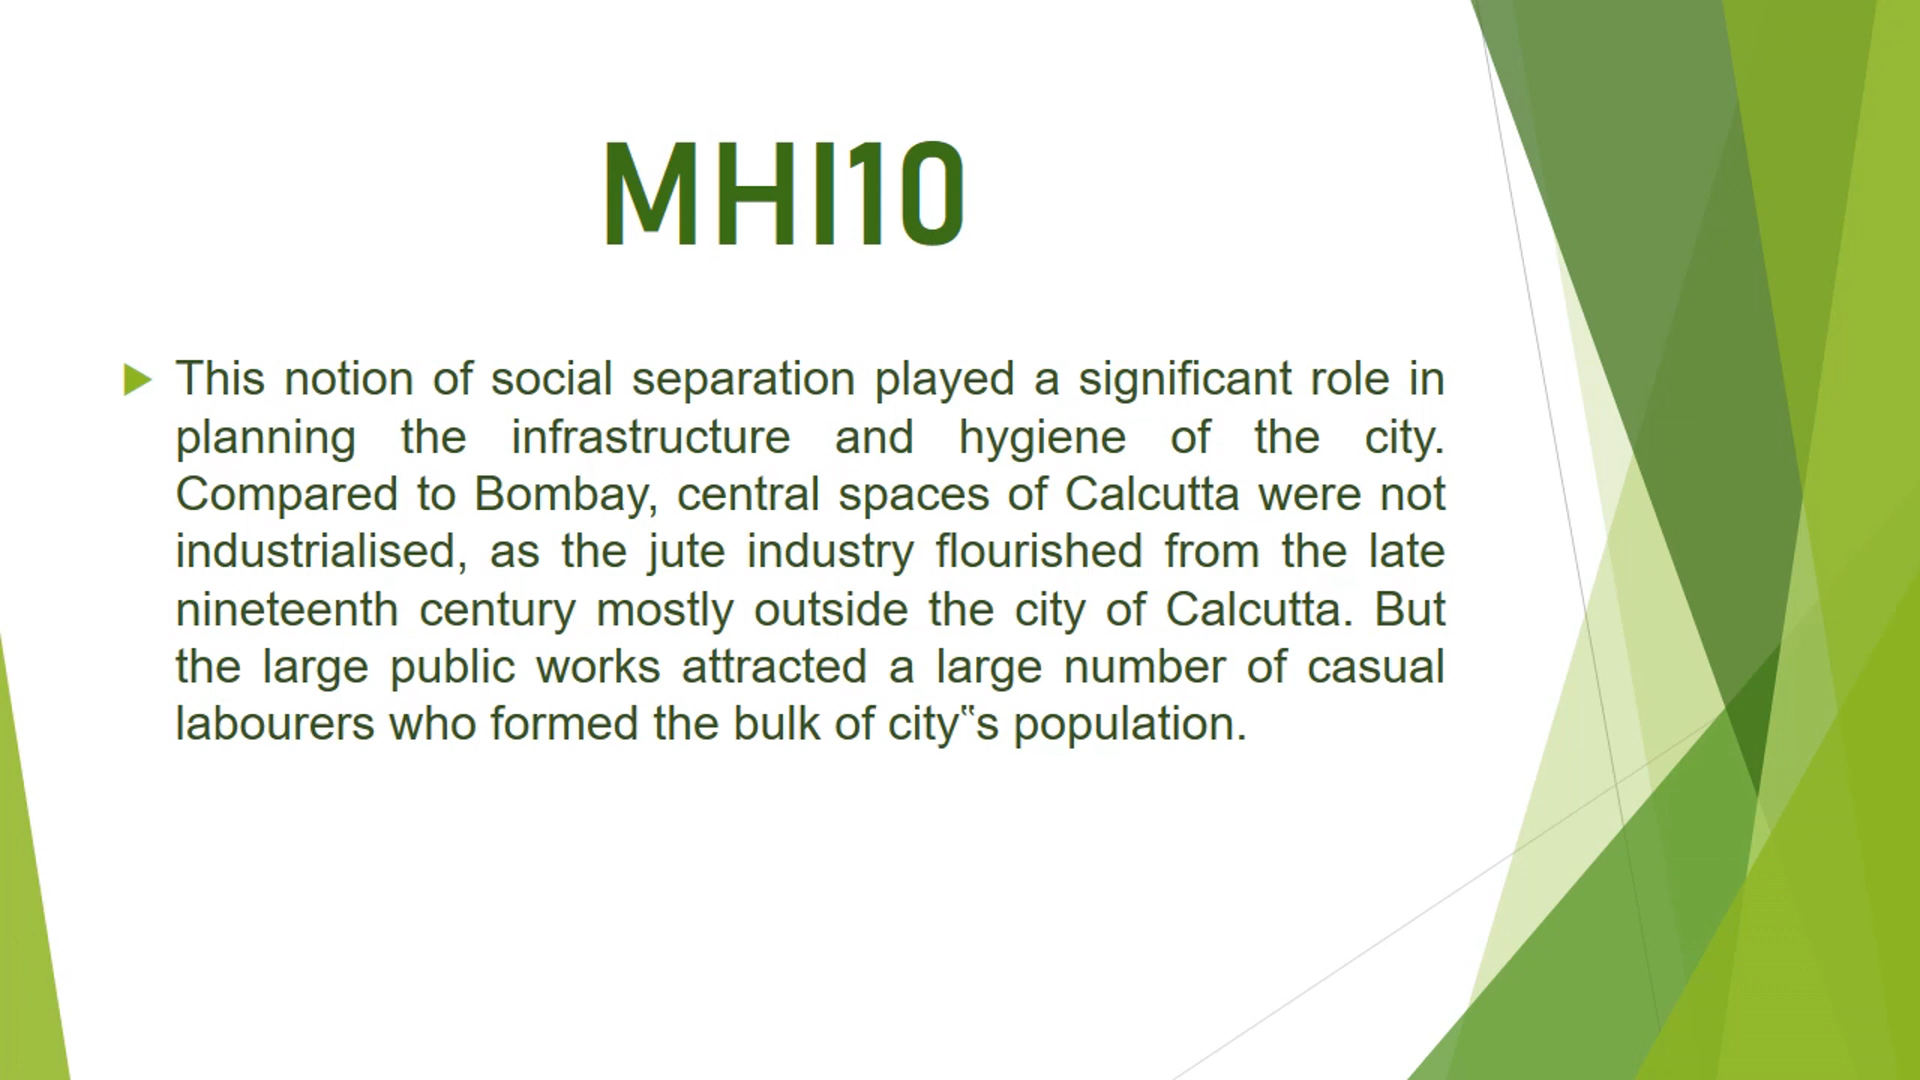 MHI10
This notion of social separation played a significant role in
planning the infrastructure and hygiene of the city.
Compared to Bombay, central spaces of Calcutta were not
industrialised, as the jute industry flourished from the late
nineteenth century mostly outside the city of Calcutta. But
the large public works attracted a large number of casual
labourers who formed the bulk of city‟s population.